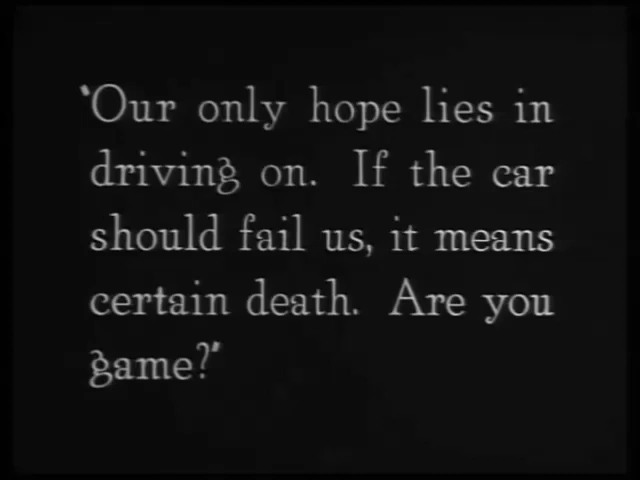 "Our only hope lies in
driving on. If the car
should fail us, it means
certain death. Are you
game?"